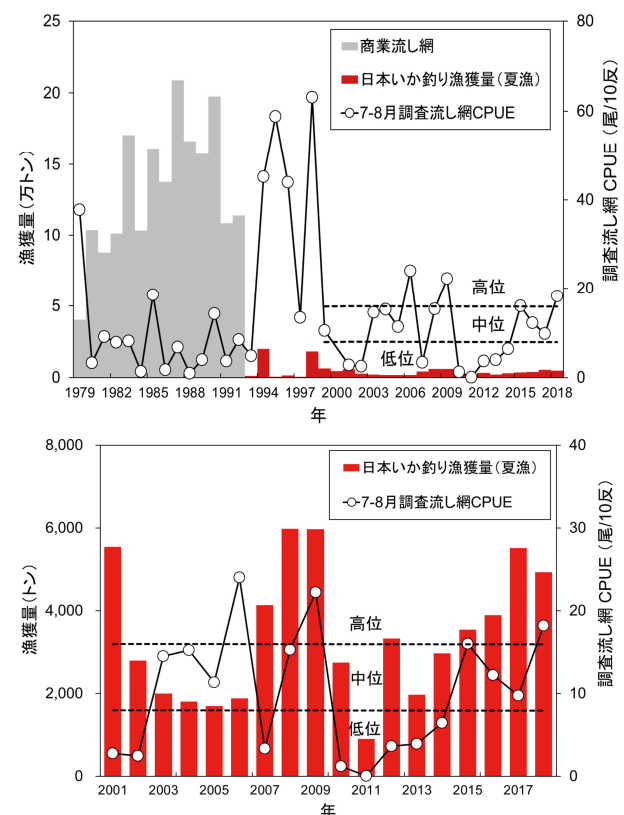 25
20
15
10
5
0
漁獲量（万トン）
80
60
40
20
0
調査流し網 CPUE （尾/10反）
商業流し網
日本いか釣り漁獲量（夏漁）
7-8月調査流し網CPUE
高位
中位
低位
1979 1982 1985 1988 1991 1994 1997 2000 2003 2006 2009 2012 2015 2018
年
8,000
6,000
4,000
2,000
0
漁獲量（トン）
40
30
20
10
0
調査流し網 CPUE （尾/10反）
日本いか釣り漁獲量（夏漁）
7-8月調査流し網CPUE
高位
中位
低位
2001 2003 2005 2007 2009 2011 2013 2015 2017
年